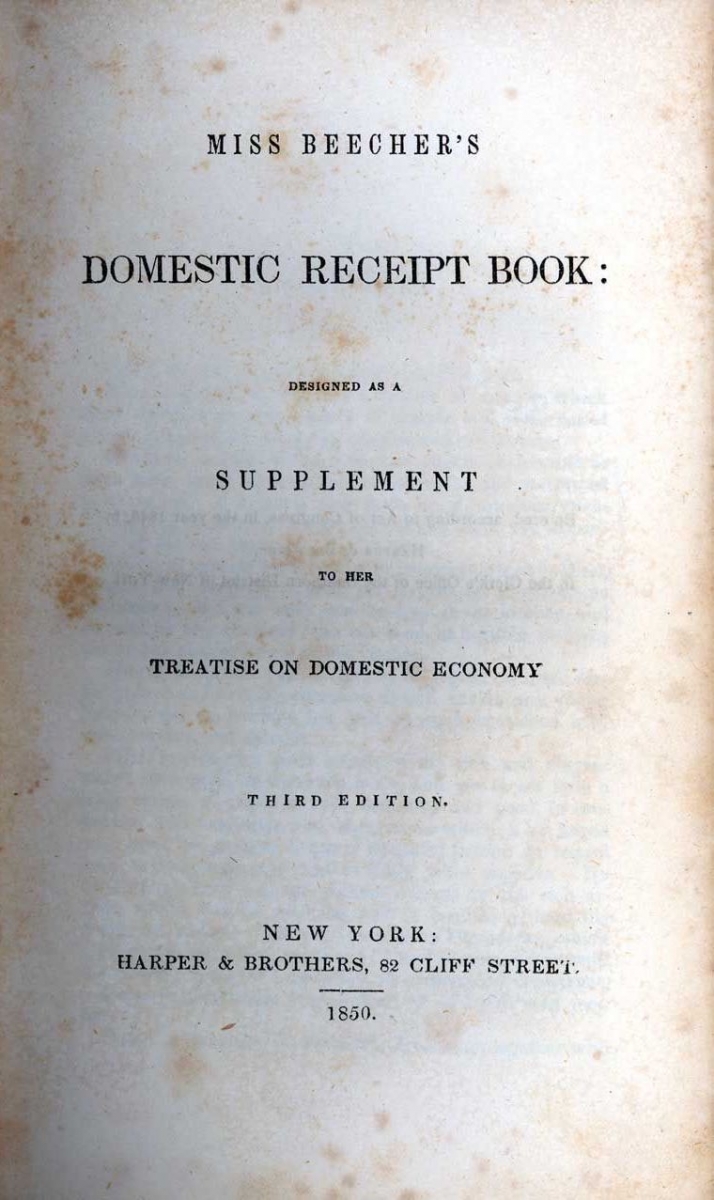 MISS BEECHER'S
DOMESTIC RECEIPT BOOK:
DESIGNED AS A
SUPPLEMENT
TO HER
TREATISE ON DOMESTIC ECONOMY
THIRD EDITION.
NEW YORK:
HARPER & BROTHERS, 82 CLIFF STREET.
1850.